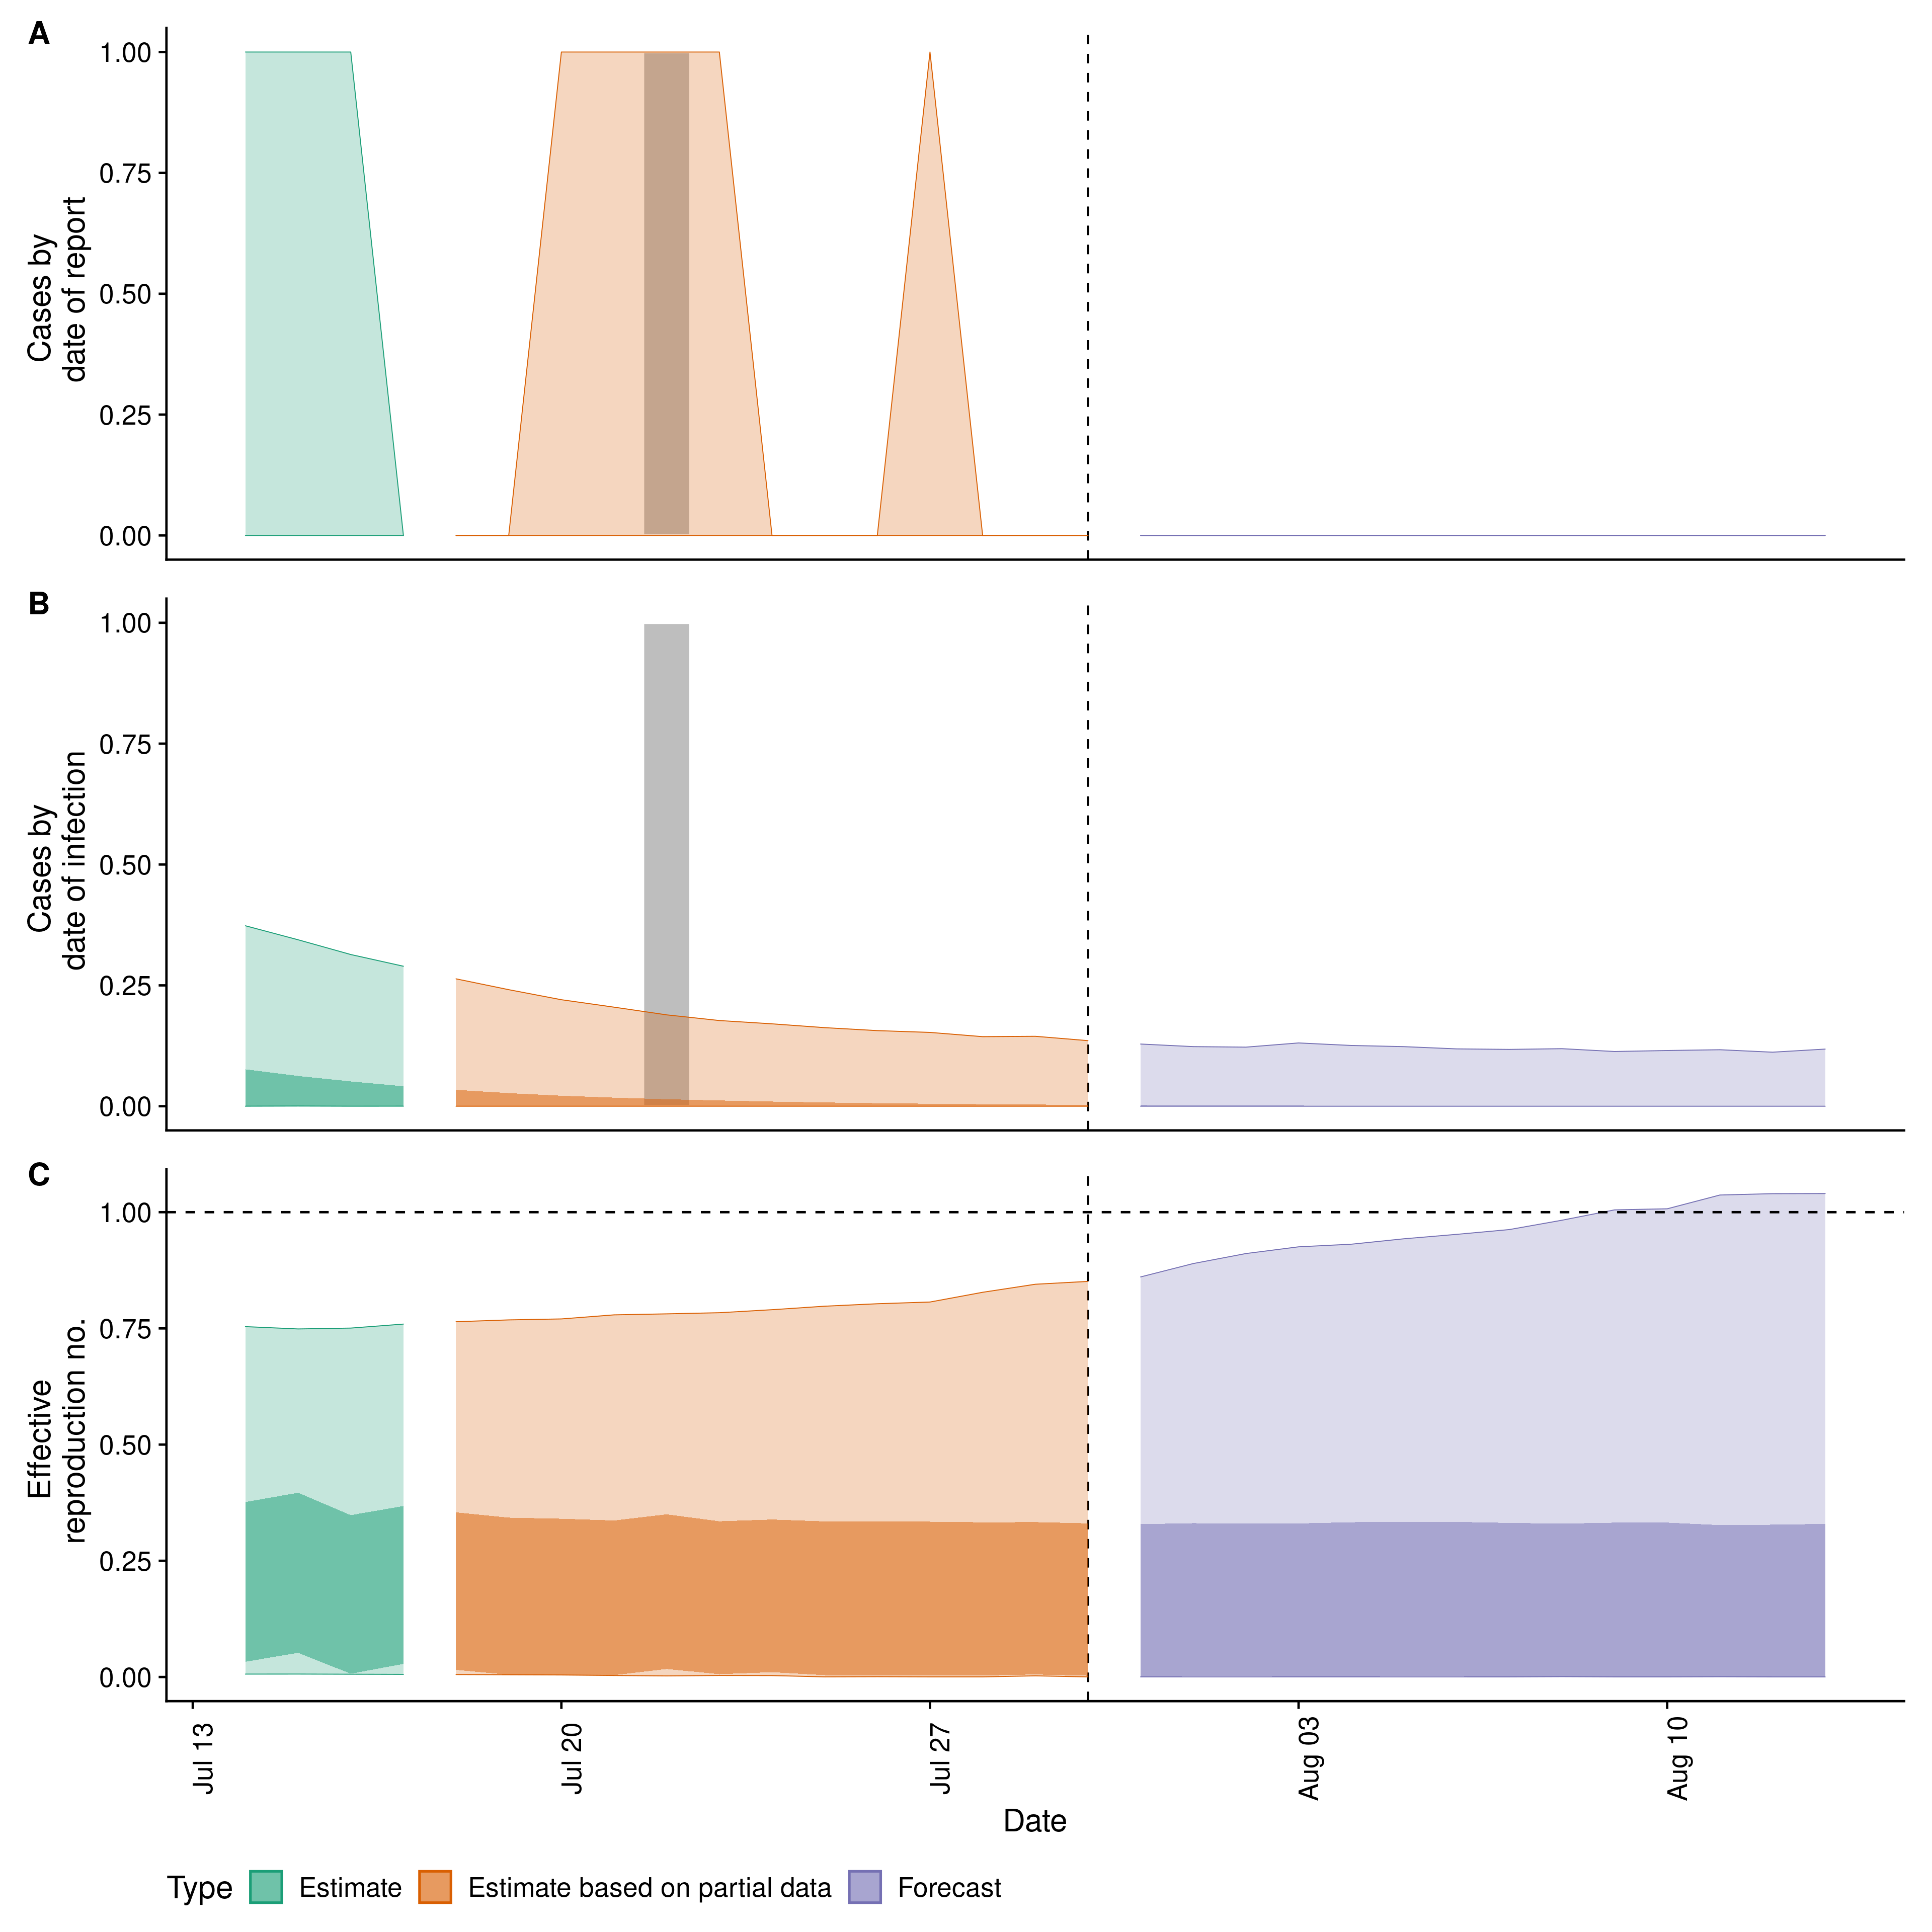 A
1.00
0.75
0.50
0.25
0.00
Cases by
date of report
B
1.00
0.75
0.50
0.25
0.00
Cases by
date of infection
C
1.00
0.75
0.50
0.25
0.00
Effective
reproduction no.
Jul 13
Jul 20
Jul 27
Aug 03
Aug 10
Date
Type Estimate Estimate based on partial data Forecast